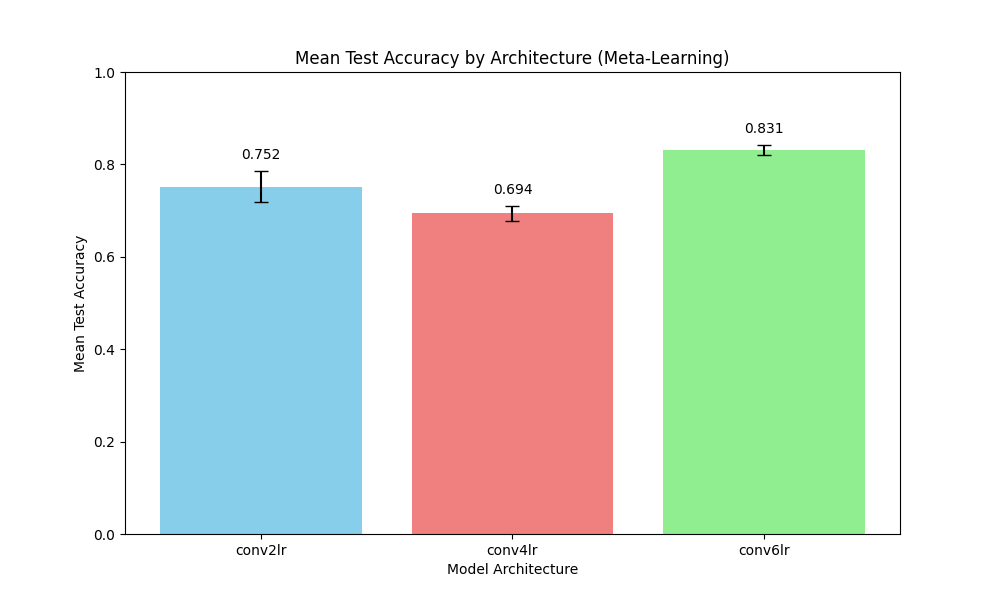 Mean Test Accuracy by Architecture (Meta-Learning)
1.0
0.8
0.6
0.4
0.2
0.0
Mean Test Accuracy
0.752
0.694
0.831
conv2lr conv4lr conv6lr
Model Architecture